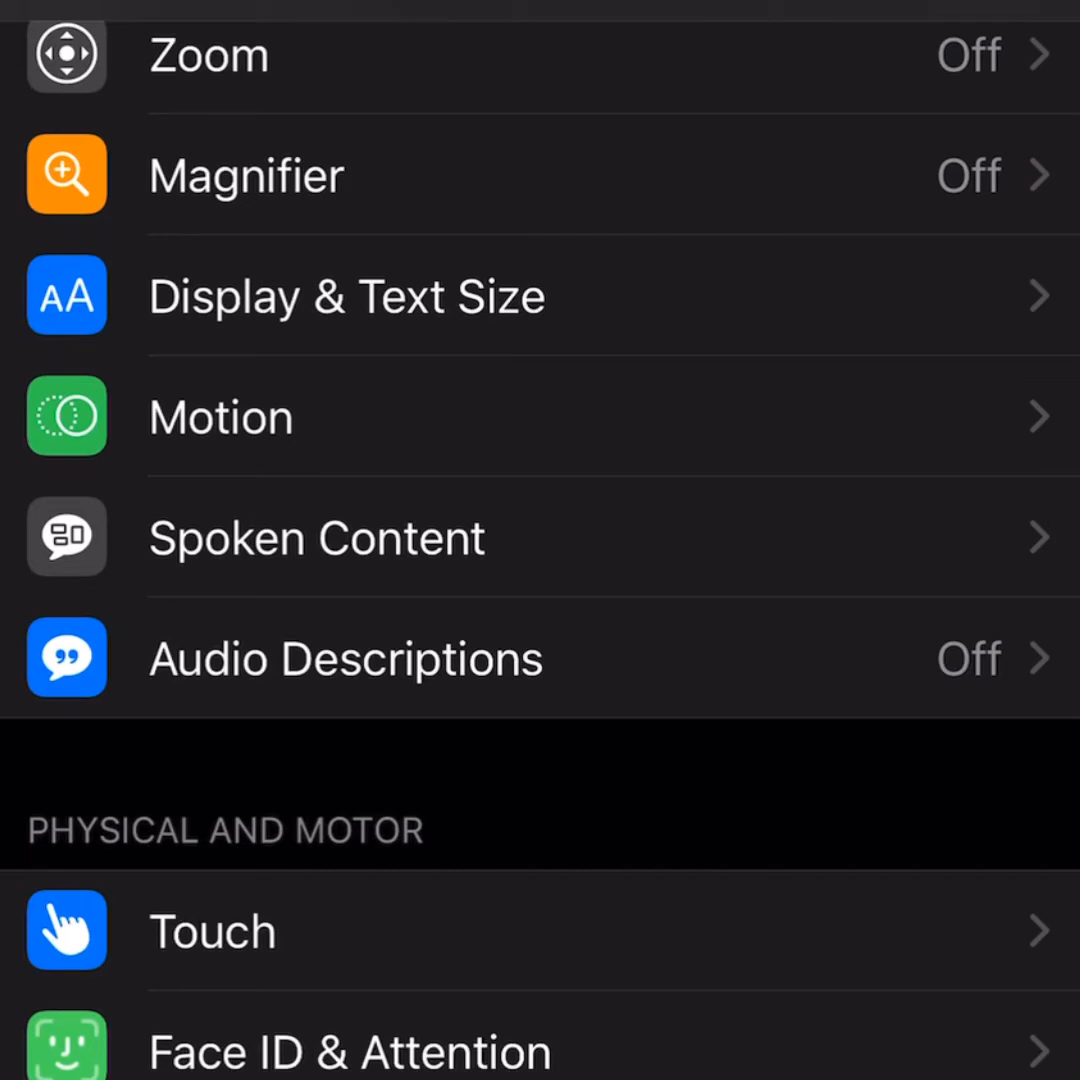 Zoom Off
Magnifier Off
AA Display & Text Size
Motion
Spoken Content
Audio Descriptions Off
PHYSICAL AND MOTOR
Touch
Face ID & Attention